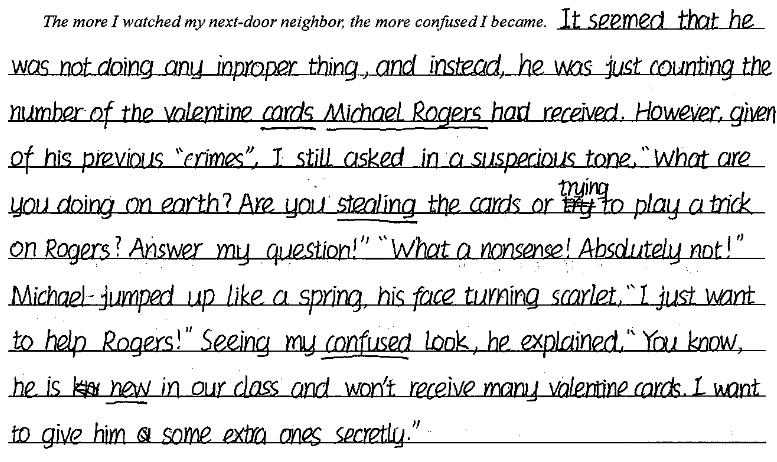 The more I watched my next-door neighbor, the more confused I became. It seemed that he
was not doing any inproper thing, and instead, he was just counting the
number of the valentine cards Michael Rogers had received. However, given
of his previous "crimes", I still asked in a suspecious tone, "What are
you doing on earth? Are you stealing the cards or trying to play a trick
on Rogers? Answer my question!" "What a nonsense! Absolutely not!"
Michael jumped up like a spring, his face turning scarlet, "I just want
to help Rogers!" Seeing my confused look, he explained, "You know,
he is new in our class and won't receive many valentine cards. I want
to give him some extra ones secretly."